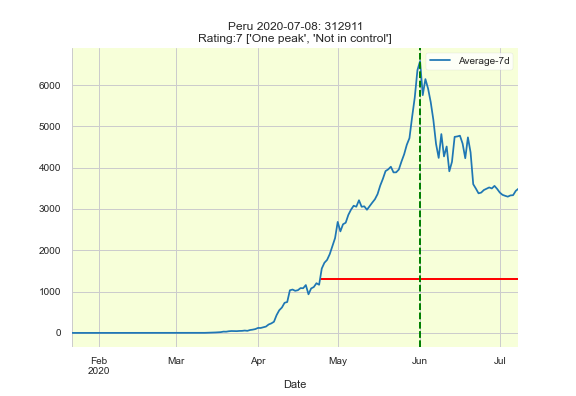 Peru 2020-07-08: 312911
Rating:7 ['One peak', 'Not in control']
Average-7d
6000
5000
4000
3000
2000
1000
0
Feb Mar Apr May Jun Jul
2020
Date